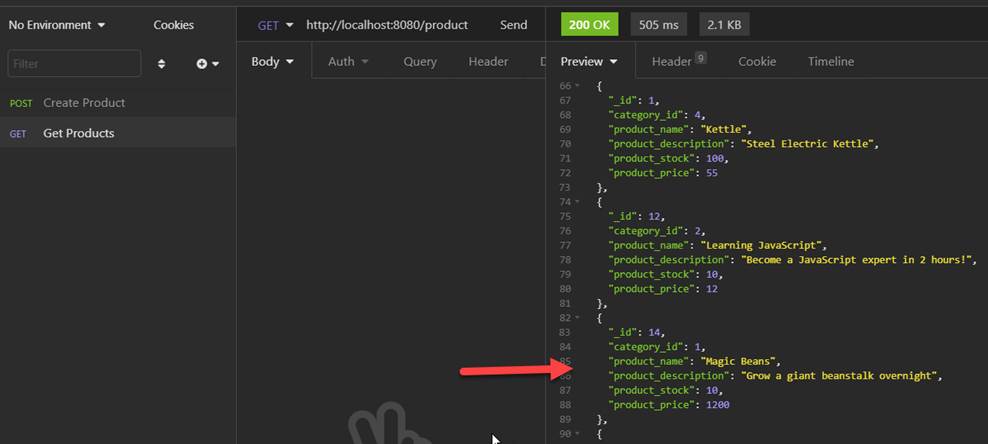 No Environment
Cookies
Filter
POST Create Product
GET Get Products
GET http://localhost:8080/product Send
Body Auth Query Header D
200 OK 505 ms 2.1 KB
Preview Header 9 Cookie Timeline
66 {
67 "_id": 1,
68 "category_id": 4,
69 "product_name": "Kettle",
70 "product_description": "Steel Electric Kettle",
71 "product_stock": 100,
72 "product_price": 55
73 },
74 {
75 "_id": 12,
76 "category_id": 2,
77 "product_name": "Learning JavaScript",
78 "product_description": "Become a JavaScript expert in 2 hours!",
79 "product_stock": 10,
80 "product_price": 12
81 },
82 {
83 "_id": 14,
84 "category_id": 1,
85 "product_name": "Magic Beans",
86 "product_description": "Grow a giant beanstalk overnight",
87 "product_stock": 10,
88 "product_price": 1200
89 },
90 {